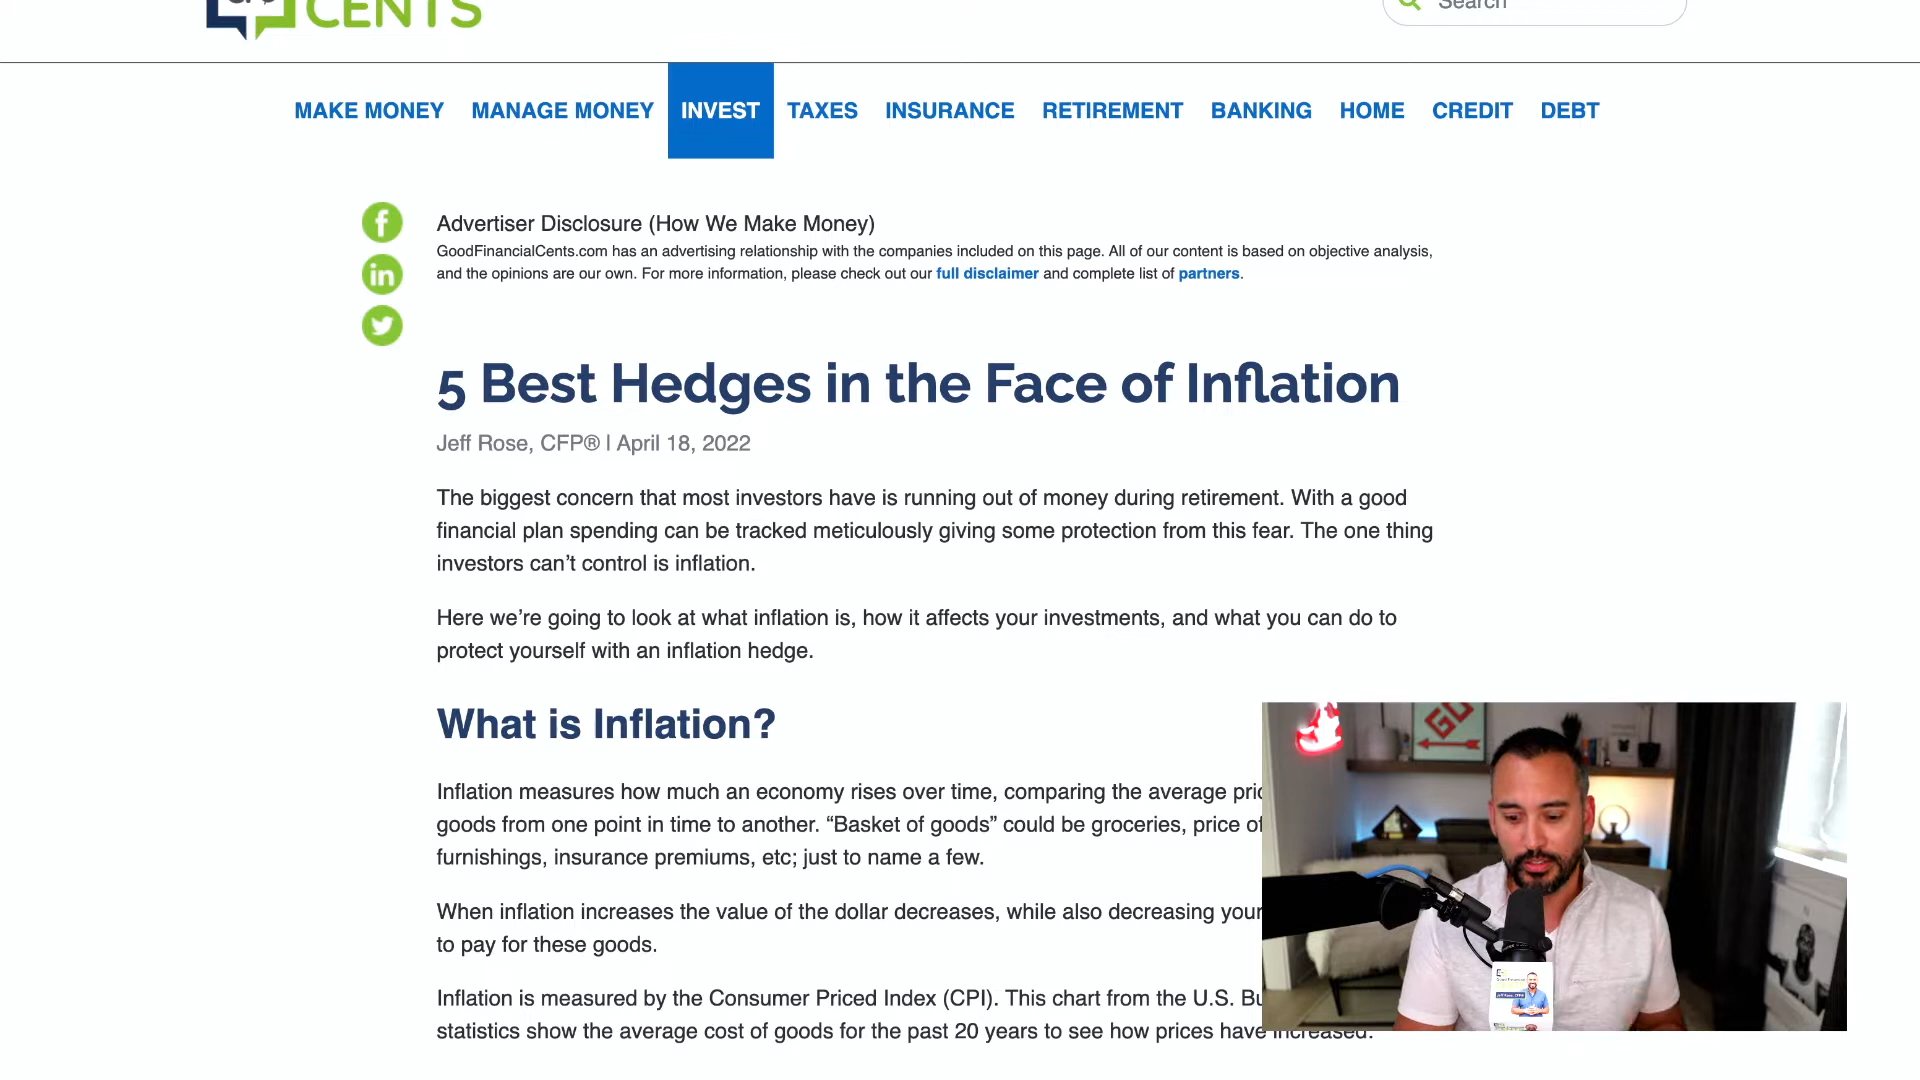 CENTS
Search
MAKE MONEY MANAGE MONEY INVEST TAXES INSURANCE RETIREMENT BANKING HOME CREDIT DEBT
Advertiser Disclosure (How We Make Money)
GoodFinancialCents.com has an advertising relationship with the companies included on this page. All of our content is based on objective analysis,
and the opinions are our own. For more information, please check out our full disclaimer and complete list of partners.
5 Best Hedges in the Face of Inflation
Jeff Rose, CFP® | April 18, 2022
The biggest concern that most investors have is running out of money during retirement. With a good
financial plan spending can be tracked meticulously giving some protection from this fear. The one thing
investors can’t control is inflation.
Here we’re going to look at what inflation is, how it affects your investments, and what you can do to
protect yourself with an inflation hedge.
What is Inflation?
Inflation measures how much an economy rises over time, comparing the average
goods from one point in time to another. “Basket of goods” could be groceries, price of
furnishings, insurance premiums, etc; just to name a few.
When inflation increases the value of the dollar decreases, while also decreasing your
to pay for these goods.
Inflation is measured by the Consumer Priced Index (CPI). This chart from the U.S.
statistics show the average cost of goods for the past 20 years to see how prices have increased.
GO